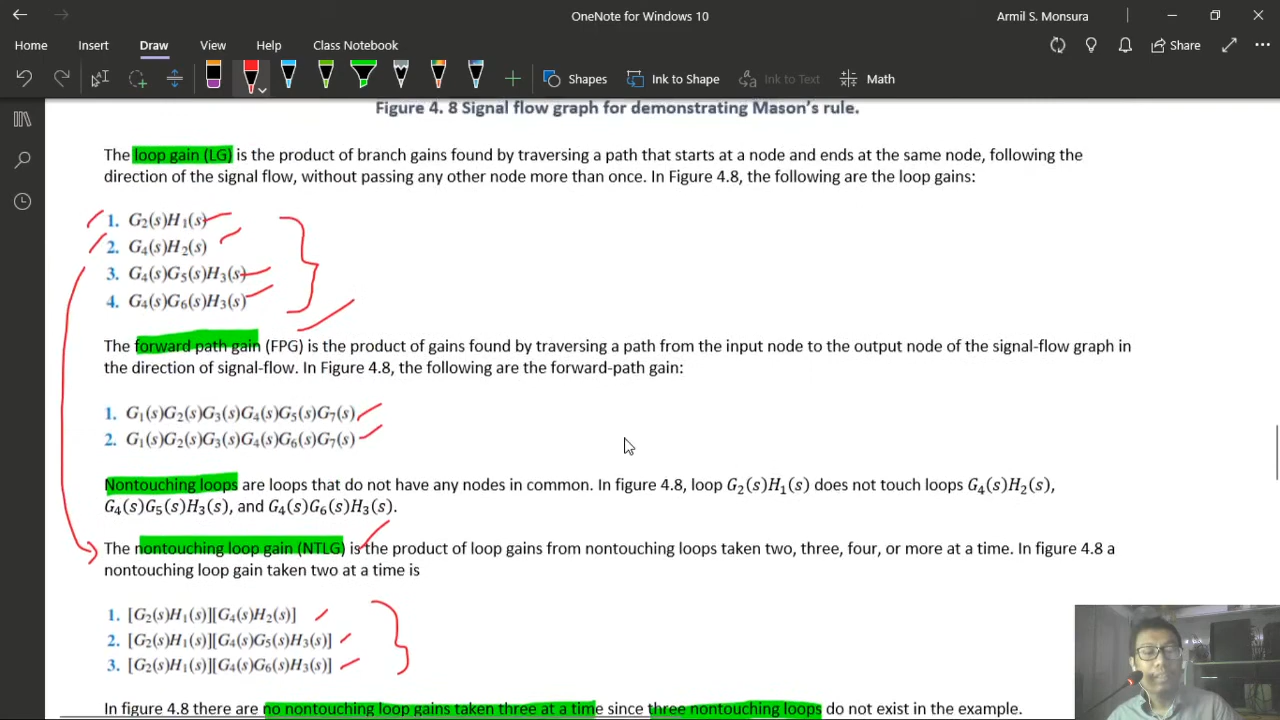 OneNote for Windows 10
Armil S. Monsura
Home Insert Draw View Help Class Notebook
Share
Shapes Ink to Shape Ink to Text Math
Figure 4. 8 Signal flow graph for demonstrating Mason's rule.
The loop gain (LG) is the product of branch gains found by traversing a path that starts at a node and ends at the same node, following the
direction of the signal flow, without passing any other node more than once. In Figure 4.8, the following are the loop gains:
1. G₂(s)H₁(s)
2. G₄(s)H₂(s)
3. G₄(s)G₅(s)H₃(s)
4. G₄(s)G₆(s)H₃(s)
The forward path gain (FPG) is the product of gains found by traversing a path from the input node to the output node of the signal-flow graph in
the direction of signal-flow. In Figure 4.8, the following are the forward-path gain:
1. G₁(s)G₂(s)G₃(s)G₄(s)G₅(s)G₇(s)
2. G₁(s)G₂(s)G₃(s)G₄(s)G₆(s)G₇(s)
Nontouching loops are loops that do not have any nodes in common. In figure 4.8, loop G₂(s)H₁(s) does not touch loops G₄(s)H₂(s),
G₄(s)G₅(s)H₃(s), and G₄(s)G₆(s)H₃(s).
The nontouching loop gain (NTLG) is the product of loop gains from nontouching loops taken two, three, four, or more at a time. In figure 4.8 a
nontouching loop gain taken two at a time is
1. [G₂(s)H₁(s)][G₄(s)H₂(s)]
2. [G₂(s)H₁(s)][G₄(s)G₅(s)H₃(s)]
3. [G₂(s)H₁(s)][G₄(s)G₆(s)H₃(s)]
In figure 4.8 there are no nontouching loop gains taken three at a time since three nontouching loops do not exist in the example.